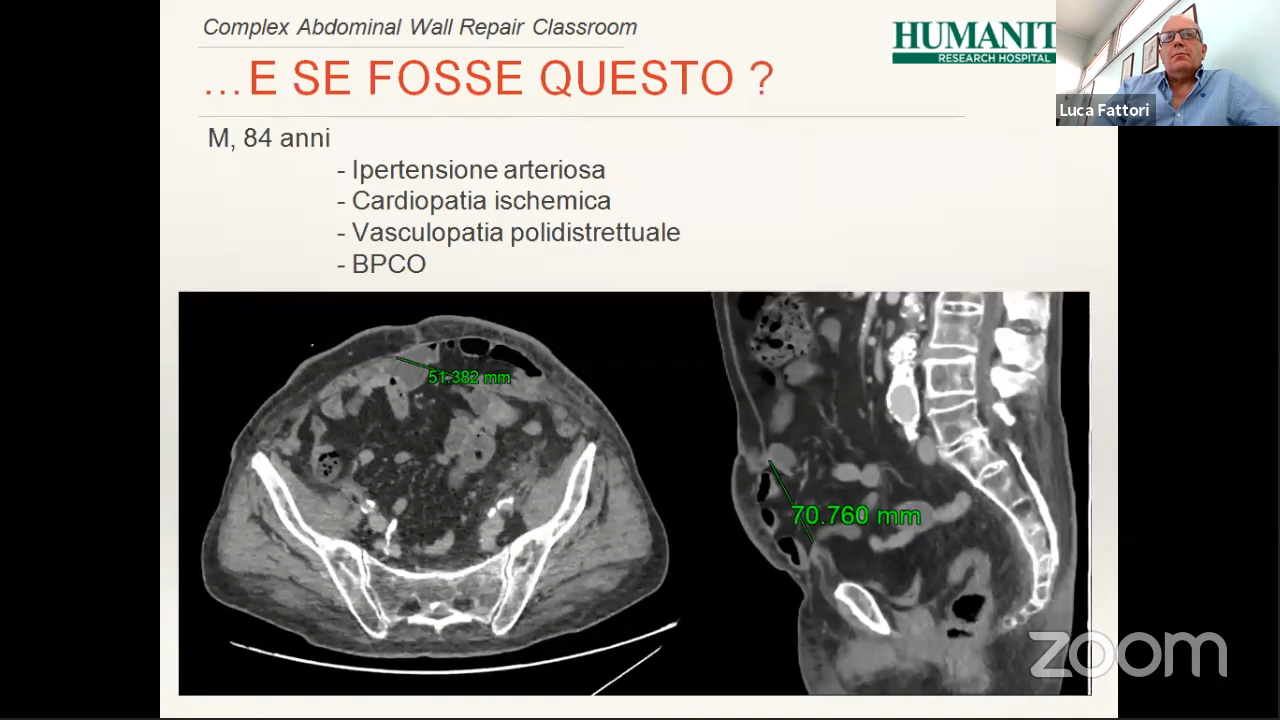 Complex Abdominal Wall Repair Classroom
HUMANIT
RESEARCH HOSPITAL
Luca Fattori
...E SE FOSSE QUESTO ?
M, 84 anni
- Ipertensione arteriosa
- Cardiopatia ischemica
- Vasculopatia polidistrettuale
- BPCO
51.382 mm
70.760 mm
zoom